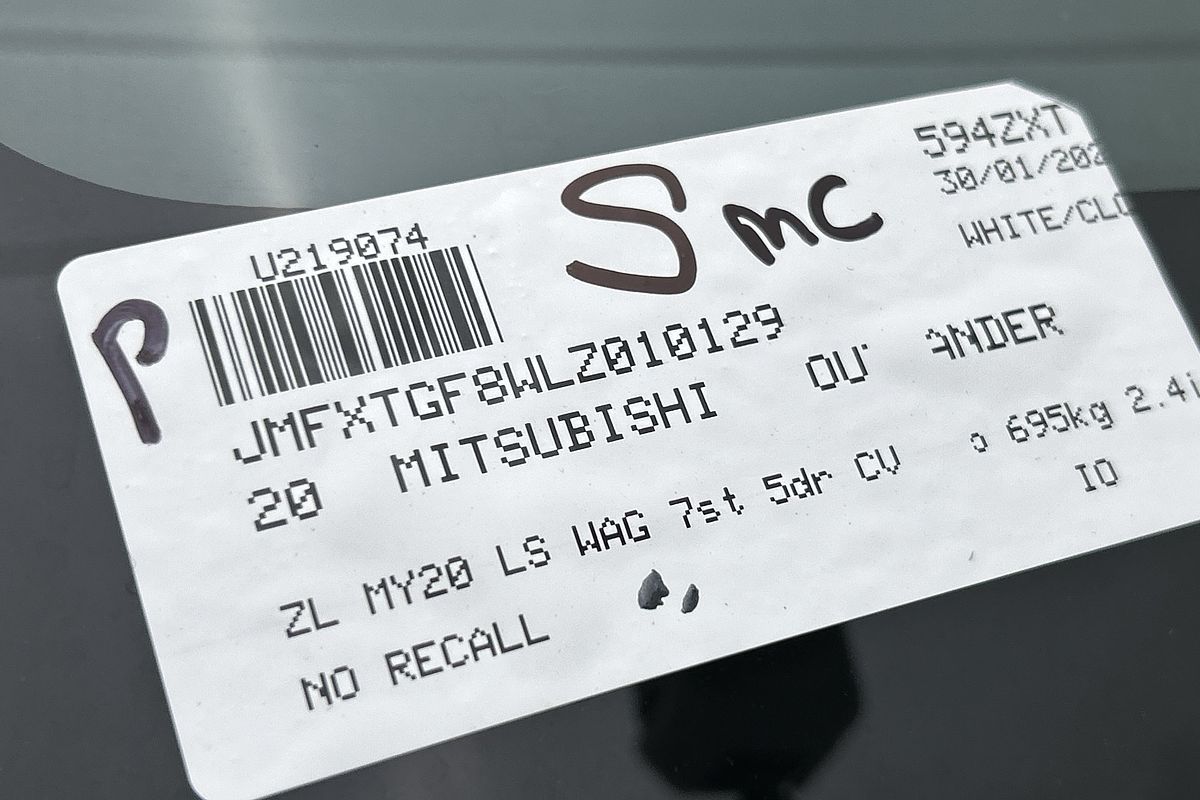 594ZXT
30/01/202
WHITE/CLO
U219074
Smc
P
JMFXTGF8WLZ010129
20 MITSUBISHI OU ANDER
ZL MY20 LS WAG 7st 5dr CV o 695kg 2.4i
NO RECALL IO